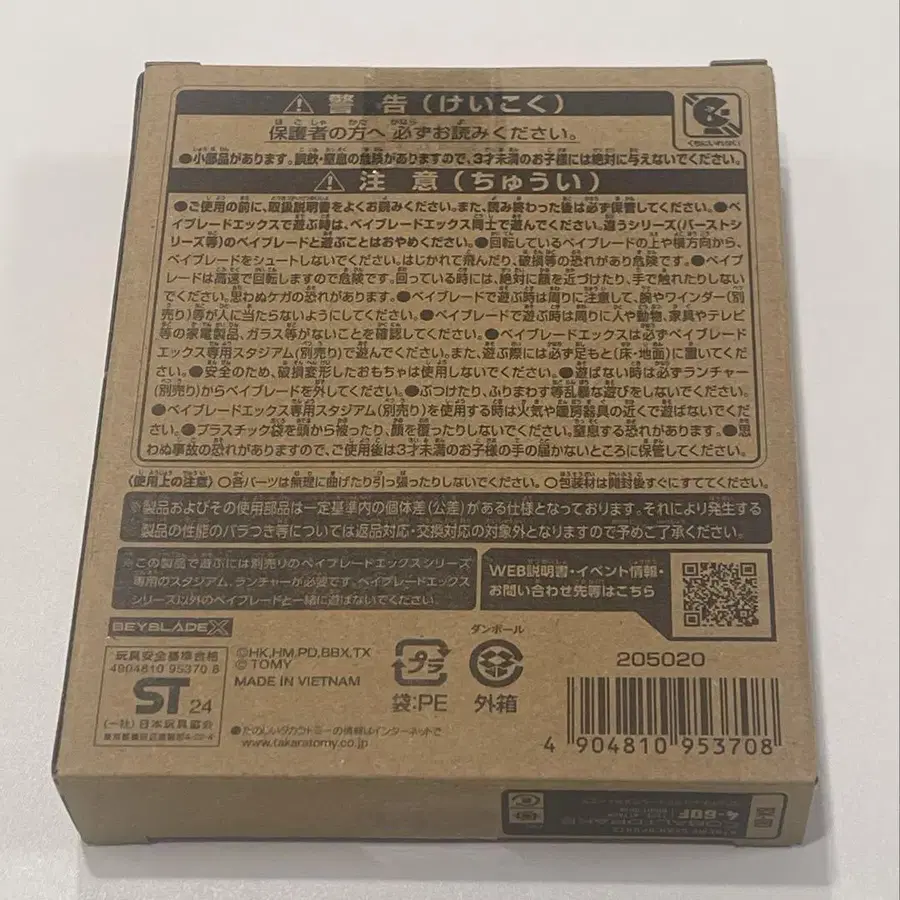 ⚠警告(けいこく)
保護者の方へ 必ずお読みください。
くちにいれない
●小部品があります。誤飲・窒息の危険がありますので、3才未満のお子様には絶対に与えないでください。
⚠注意(ちゅうい)
●ご使用の前に、取扱説明書をよくお読みください。また、読み終わった後は必ず保管してください。●ベイ
ブレードエックスで遊ぶ時は、ベイブレードエックス同士で遊んでください。違うシリーズ(バーストシ
リーズ等)のベイブレードと遊ぶことはおやめください。●回転しているベイブレードの上や横方向から、
ベイブレードをシュートしないでください。はじかれて飛んだり、破損等の恐れがあり危険です。●ベイブ
レードは高速で回転しますので危険です。回っている時には、絶対に顔を近づけたり、手で触れたりしない
でください。思わぬケガの恐れがあります。●ベイブレードで遊ぶ時は周りに注意して、腕やワインダー(別
売り)等が人に当たらないようにしてください。●ベイブレードで遊ぶ時は周りに人や動物、家具やテレビ
等の家電製品、ガラス等がないことを確認してください。●ベイブレードエックスは必ずベイブレード
エックス専用スタジアム(別売り)で遊んでください。また、遊ぶ際には必ず足もと(床・地面)に置いてくだ
さい。●安全のため、破損変形したおもちゃは使用しないでください。●遊ばない時は必ずランチャー
(別売り)からベイブレードを外してください。●ぶつけたり、ふりまわす等乱暴な遊びをしないでください。
●ベイブレードエックス専用スタジアム(別売り)を使用する時は火気や暖房器具の近くで遊ばないでくだ
さい。●プラスチック袋を頭から被ったり、顔を覆ったりしないでください。窒息する恐れがあります。●思
わぬ事故の恐れがありますので、ご使用後は3才未満のお子様の手の届かないところに保管してください。
〈使用上の注意〉○各パーツは無理に曲げたり引っ張ったりしないでください。○包装材は開封後すぐにすててください。
※製品およびその使用部品は一定基準内の個体差(公差)がある仕様となっております。それにより発生する
製品の性能のバラつき等については返品対応・交換対応の対象外となりますので予めご了承ください。
※この製品で遊ぶには別売りのベイブレードエックスシリーズ
専用のスタジアム、ランチャーが必要です。ベイブレードエックス
シリーズ以外のベイブレードと一緒に遊ばないでください。
WEB説明書・イベント情報・
お問い合わせ先等はこちら
BEYBLADE X
玩具安全基準合格
4904810 95370 8
ST 24
(一社)日本玩具協会
©HK,HM,PD,BBX,TX
© TOMY
MADE IN VIETNAM
プラ
袋:PE
ダンボール
外箱
●たのしいタカラトミーの情報はインターネットで
www.takaratomy.co.jp
205020
4 904810 953708
COBALT DRAKE
4-60F